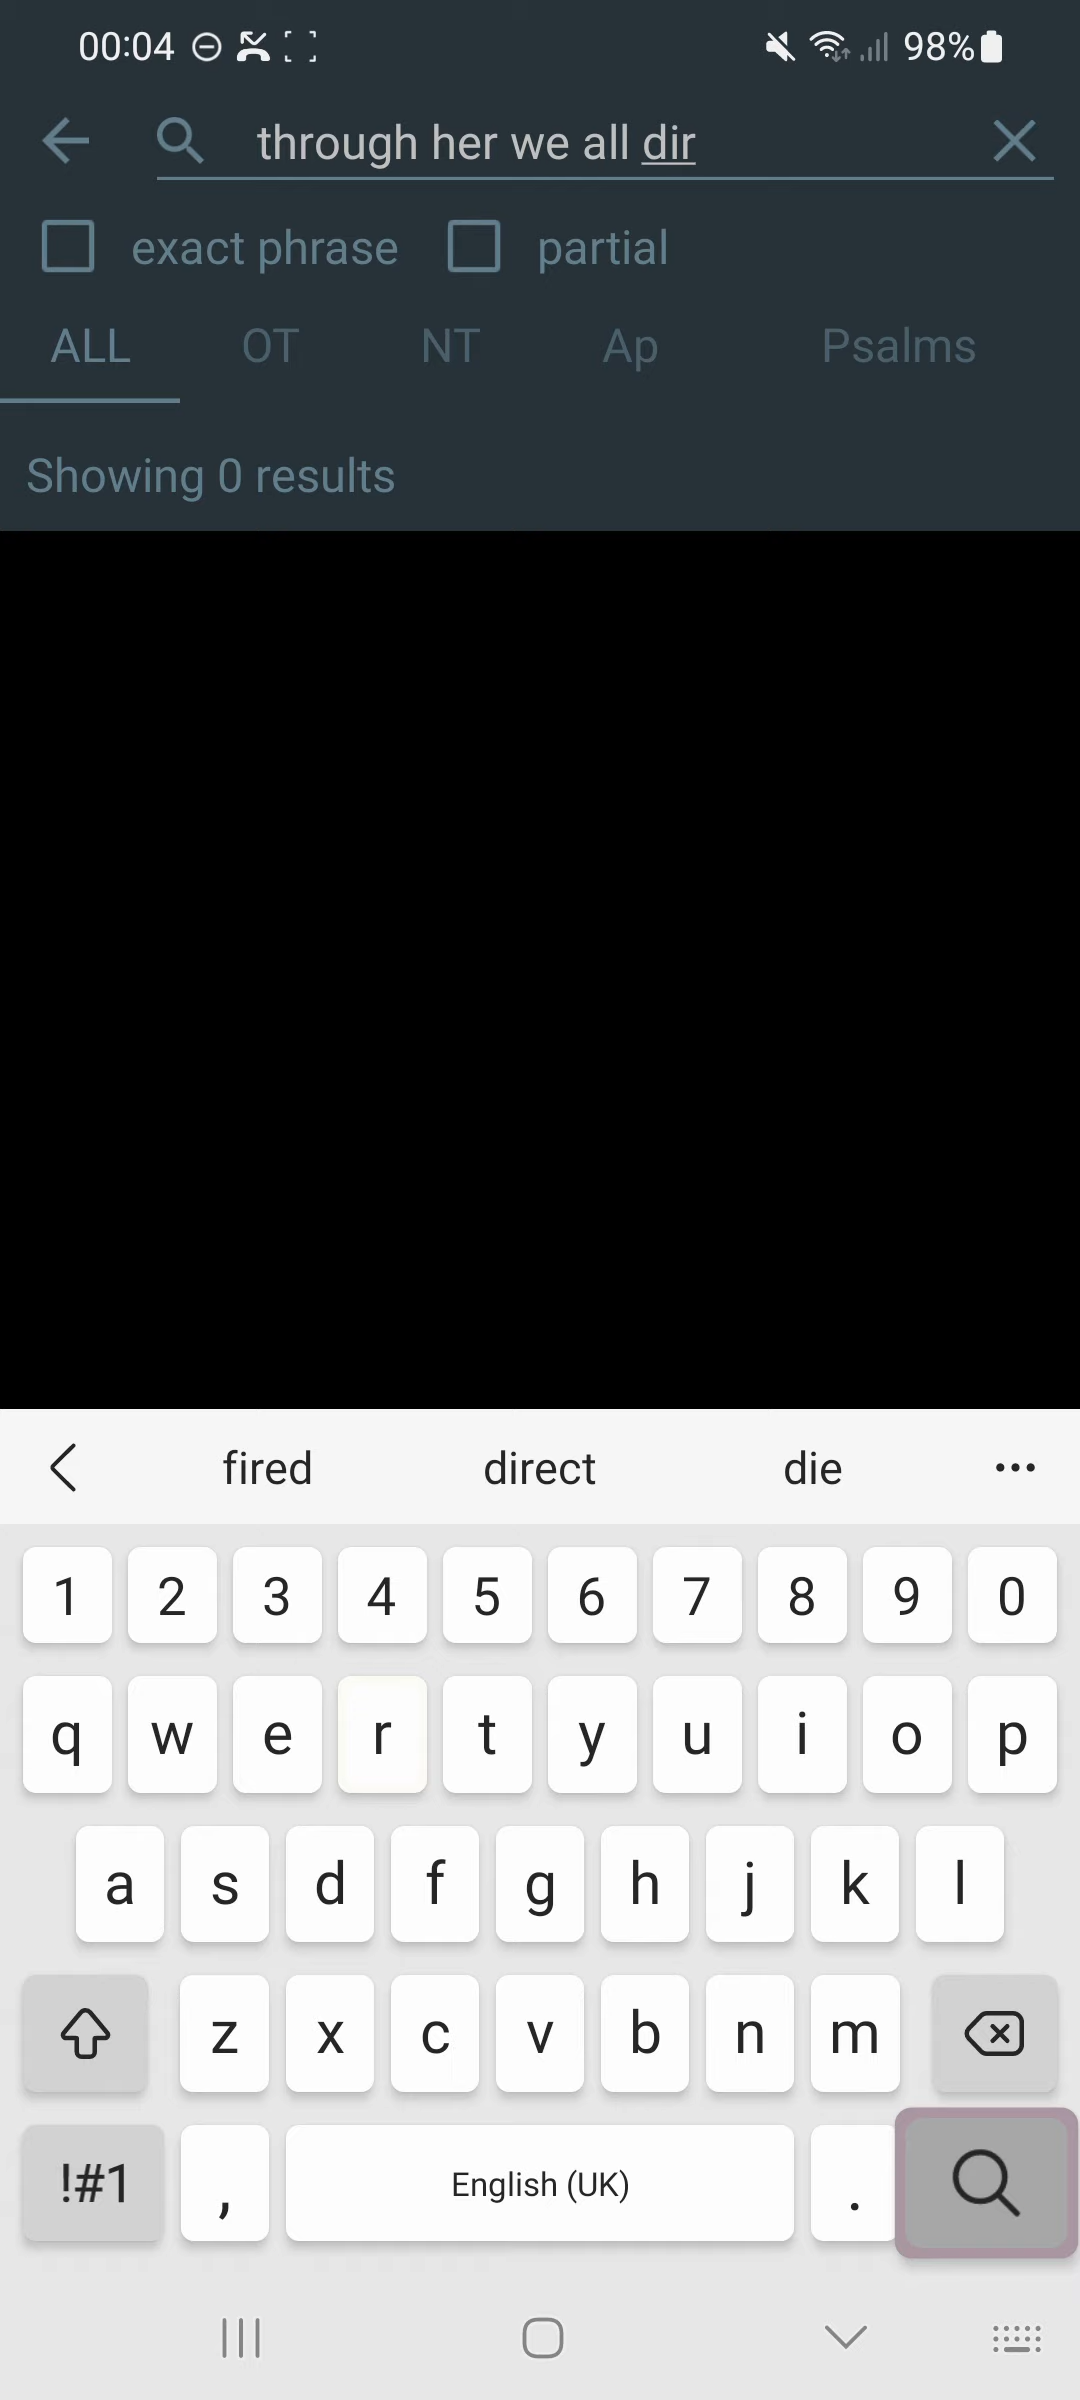 00:04 98%
through her we all dir
exact phrase partial
ALL OT NT Ap Psalms
Showing 0 results
fired direct die
1 2 3 4 5 6 7 8 9 0
q w e r t y u i o p
a s d f g h j k l
z x c v b n m
!#1 , English (UK) .